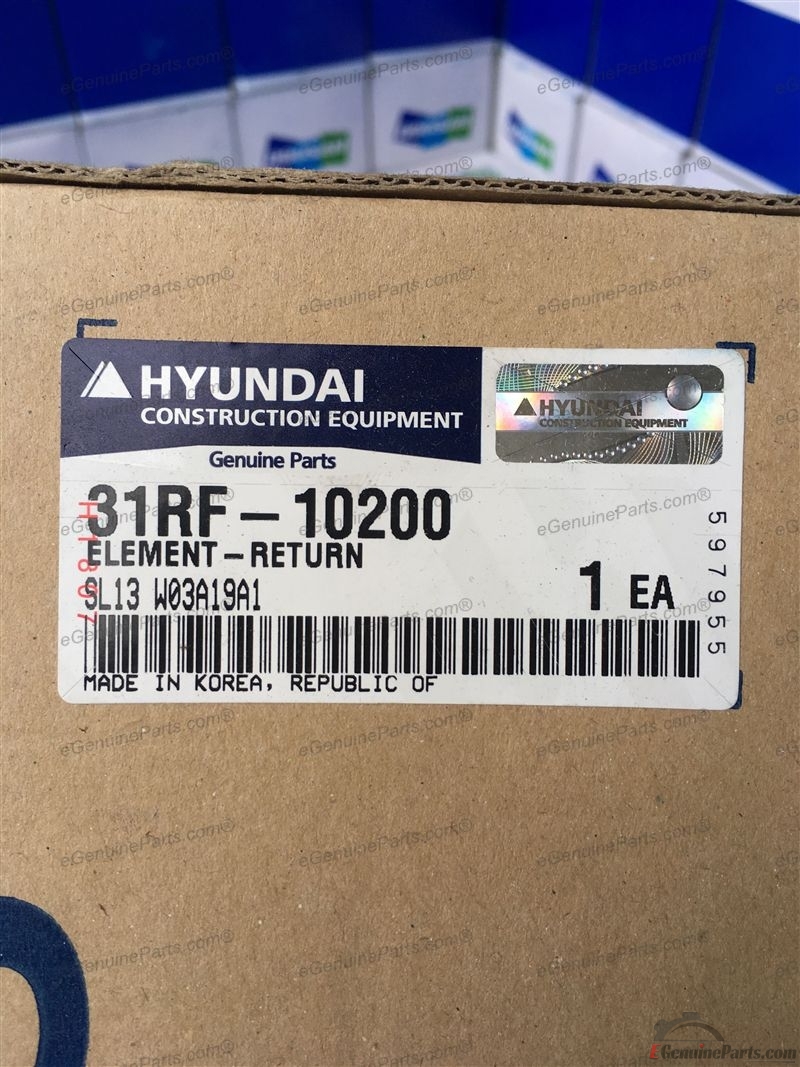 HYUNDAI
CONSTRUCTION EQUIPMENT
Genuine Parts
HYUNDAI
CONSTRUCTION EQUIPMENT
31RF-10200
ELEMENT-RETURN
SL13 W03A19A1
1 EA
597955
MADE IN KOREA, REPUBLIC OF
eGenuineParts.com®
eGenuineParts.com